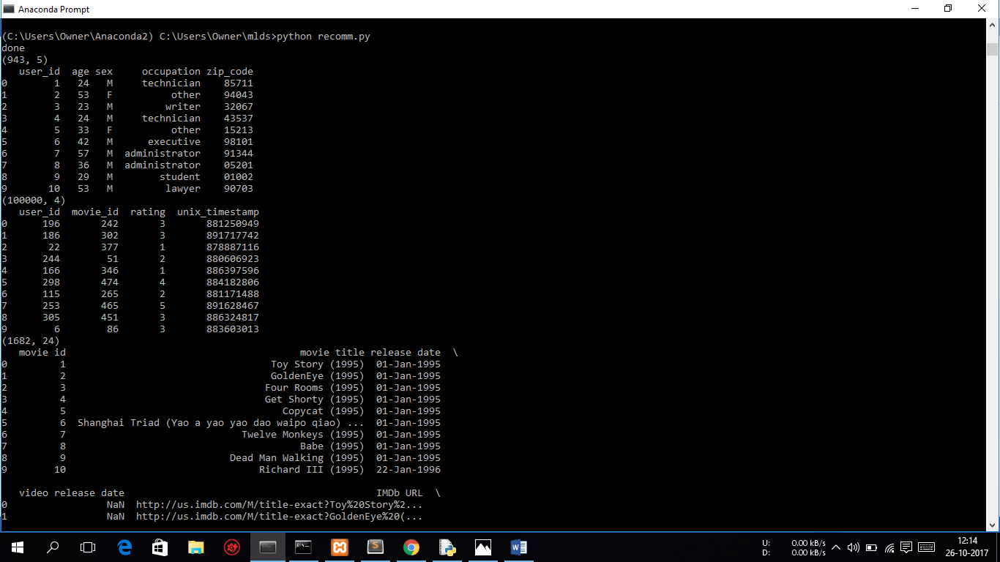 Anaconda Prompt
(C:\Users\Owner\Anaconda2) C:\Users\Owner\mlds>python recomm.py
done
(943, 5)
   user_id  age sex     occupation zip_code
0        1   24   M     technician    85711
1        2   53   F          other    94043
2        3   23   M         writer    32067
3        4   24   M     technician    43537
4        5   33   F          other    15213
5        6   42   M      executive    98101
6        7   57   M  administrator    91344
7        8   36   M  administrator    05201
8        9   29   M        student    01002
9       10   53   M         lawyer    90703
(100000, 4)
   user_id  movie_id  rating  unix_timestamp
0      196       242       3       881250949
1      186       302       3       891717742
2       22       377       1       878887116
3      244        51       2       880606923
4      166       346       1       886397596
5      298       474       4       884182806
6      115       265       2       881171488
7      253       465       5       891628467
8      305       451       3       886324817
9        6        86       3       883603013
(1682, 24)
   movie id                                        movie title release date  \
0         1                                   Toy Story (1995)  01-Jan-1995
1         2                                   GoldenEye (1995)  01-Jan-1995
2         3                                  Four Rooms (1995)  01-Jan-1995
3         4                                  Get Shorty (1995)  01-Jan-1995
4         5                                     Copycat (1995)  01-Jan-1995
5         6  Shanghai Triad (Yao a yao yao dao waipo qiao) ...  01-Jan-1995
6         7                              Twelve Monkeys (1995)  01-Jan-1995
7         8                                        Babe (1995)  01-Jan-1995
8         9                            Dead Man Walking (1995)  01-Jan-1995
9        10                                 Richard III (1995)  22-Jan-1996
   video release date                                           IMDb URL  \
0                 NaN  http://us.imdb.com/M/title-exact?Toy%20Story%2...
1                 NaN  http://us.imdb.com/M/title-exact?GoldenEye%20(...
U: 0.00 kB/s
D: 0.00 kB/s
12:14
26-10-2017